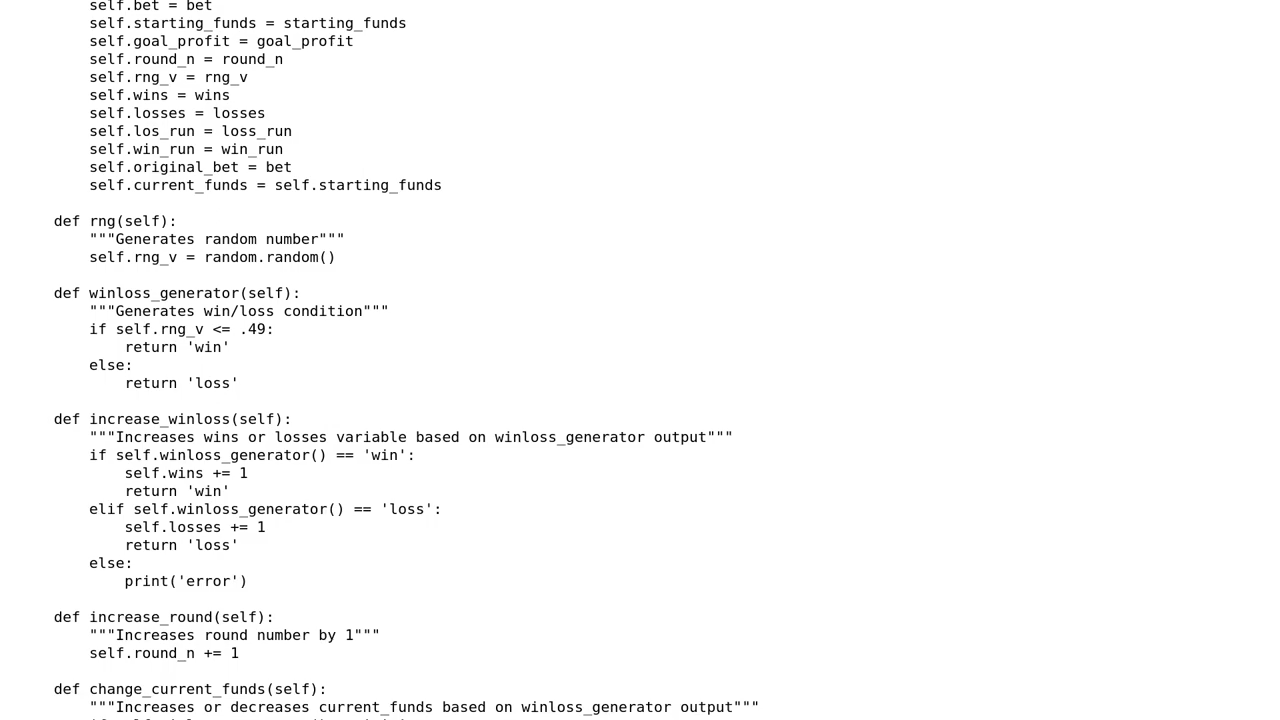 self.bet = bet
        self.starting_funds = starting_funds
        self.goal_profit = goal_profit
        self.round_n = round_n
        self.rng_v = rng_v
        self.wins = wins
        self.losses = losses
        self.los_run = loss_run
        self.win_run = win_run
        self.original_bet = bet
        self.current_funds = self.starting_funds

    def rng(self):
        """Generates random number"""
        self.rng_v = random.random()

    def winloss_generator(self):
        """Generates win/loss condition"""
        if self.rng_v <= .49:
            return 'win'
        else:
            return 'loss'

    def increase_winloss(self):
        """Increases wins or losses variable based on winloss_generator output"""
        if self.winloss_generator() == 'win':
            self.wins += 1
            return 'win'
        elif self.winloss_generator() == 'loss':
            self.losses += 1
            return 'loss'
        else:
            print('error')

    def increase_round(self):
        """Increases round number by 1"""
        self.round_n += 1

    def change_current_funds(self):
        """Increases or decreases current_funds based on winloss_generator output"""